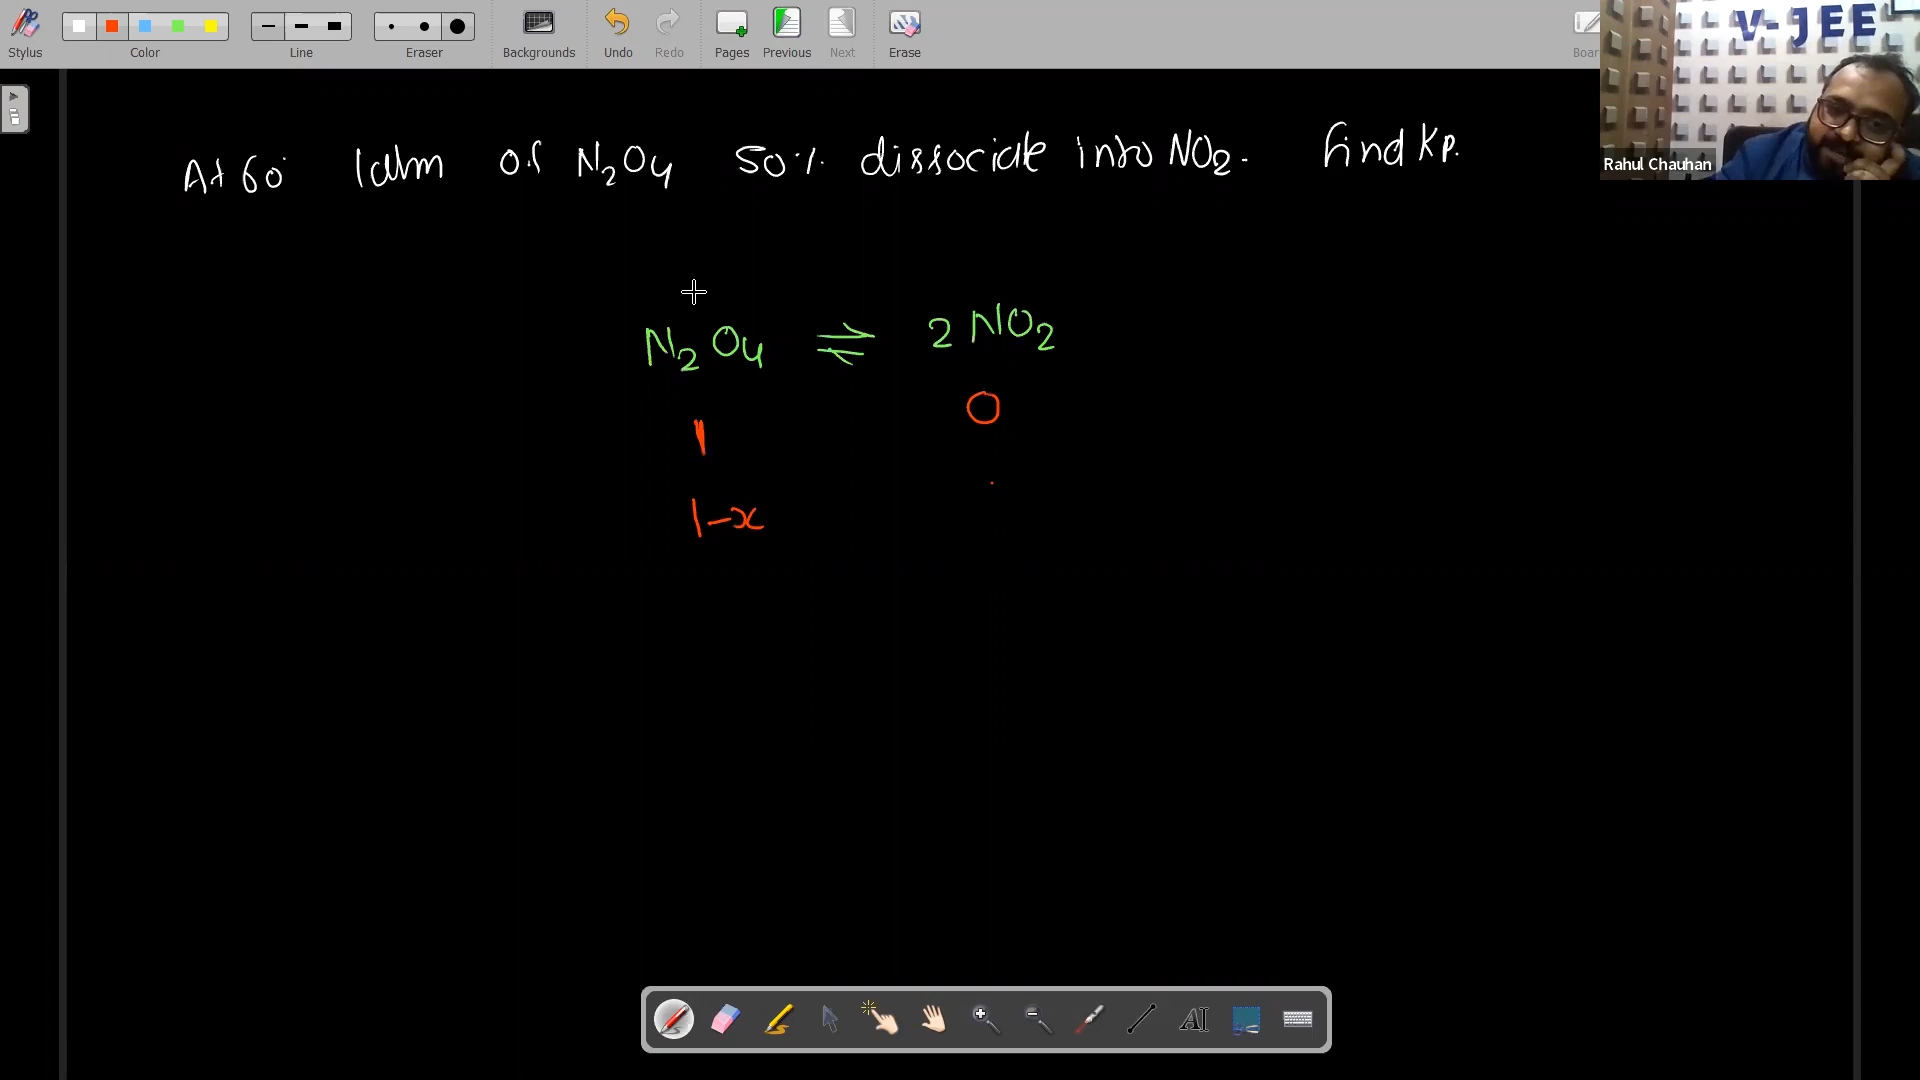 Stylus Color Line Eraser Backgrounds Undo Redo Pages Previous Next Erase
V-JEE
Rahul Chauhan
At 60° 1atm of N₂O₄ 50% dissociate into NO₂. Find Kp.
N₂O₄ ⇌ 2NO₂
1 0
1-x